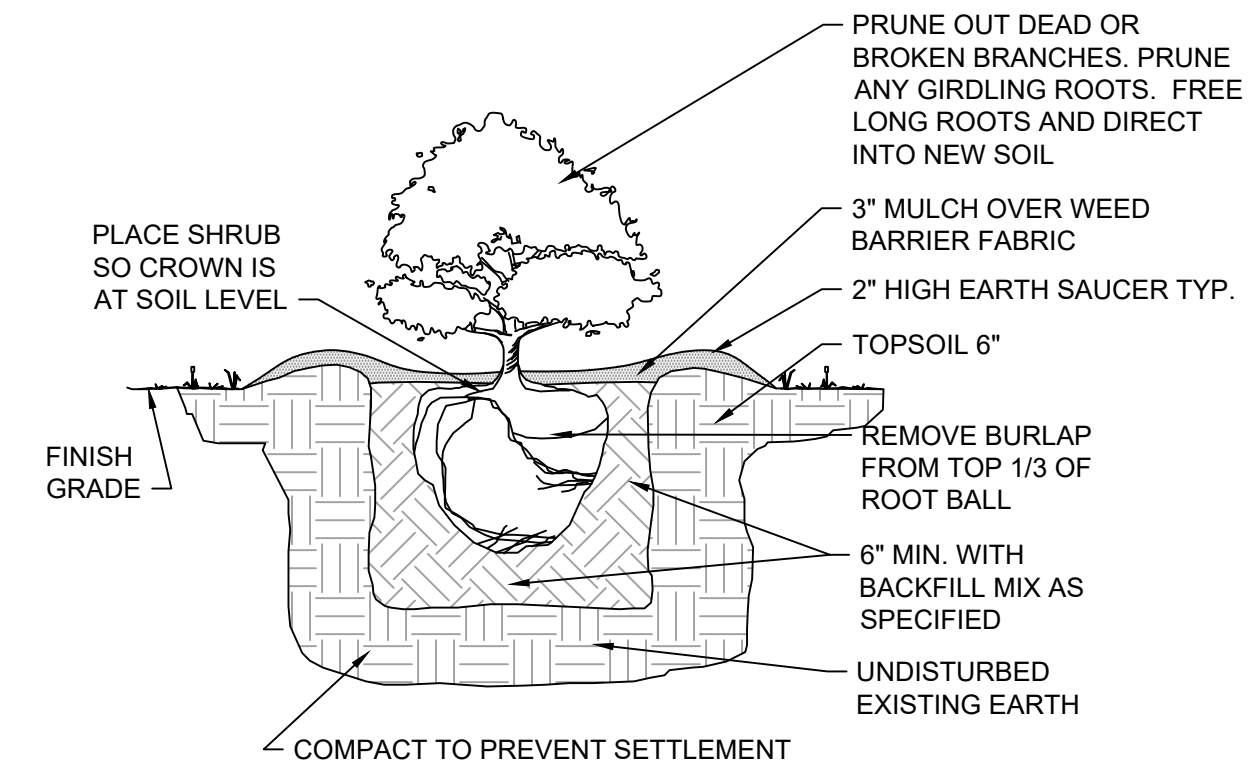 PRUNE OUT DEAD OR
BROKEN BRANCHES. PRUNE
ANY GIRDLING ROOTS.  FREE
LONG ROOTS AND DIRECT
INTO NEW SOIL
3" MULCH OVER WEED
BARRIER FABRIC
PLACE SHRUB
SO CROWN IS
AT SOIL LEVEL
2" HIGH EARTH SAUCER TYP.
TOPSOIL 6"
REMOVE BURLAP
FROM TOP 1/3 OF
ROOT BALL
FINISH
GRADE
6" MIN. WITH
BACKFILL MIX AS
SPECIFIED
UNDISTURBED
EXISTING EARTH
COMPACT TO PREVENT SETTLEMENT